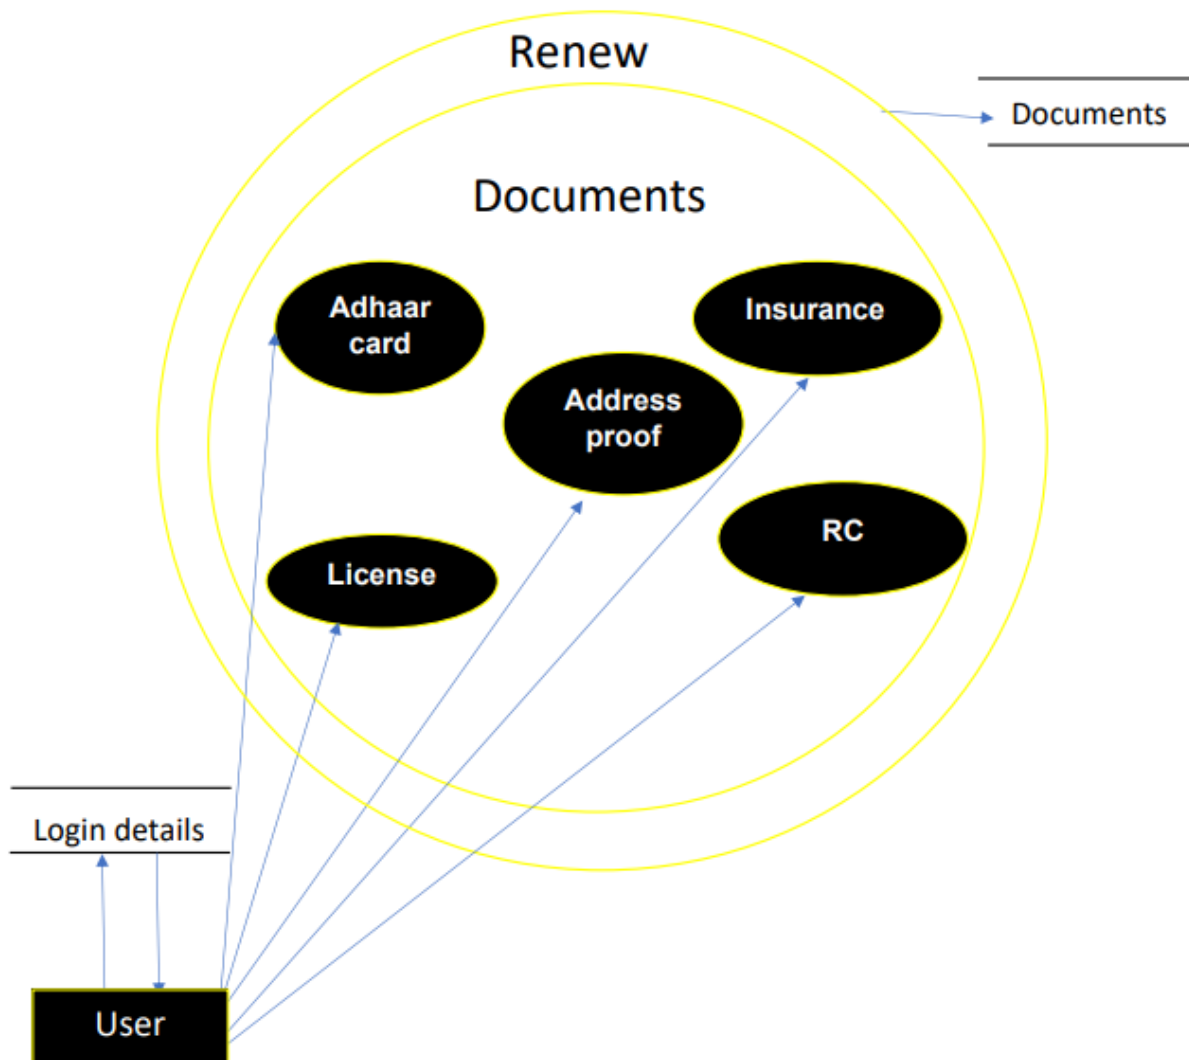 Renew
Documents
Documents
Adhaar
card
Insurance
Address
proof
RC
License
Login details
User